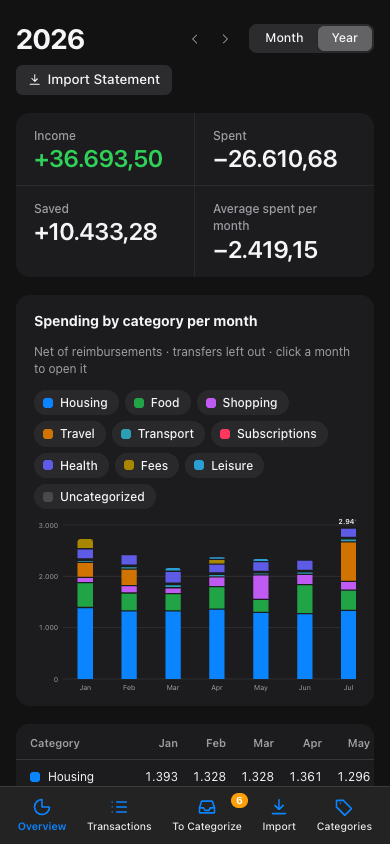 2026
Month Year
Import Statement
Income Spent
+36.693,50 −26.610,68
Saved Average spent per
month
+10.433,28 −2.419,15
Spending by category per month
Net of reimbursements · transfers left out · click a month
to open it
Housing Food Shopping
Travel Transport Subscriptions
Health Fees Leisure
Uncategorized
2.94
3.000
2.000
1.000
0
Jan Feb Mar Apr May Jun Jul
Category Jan Feb Mar Apr May
Housing 1.393 1.328 1.328 1.361 1.296
6
Overview Transactions To Categorize Import Categories